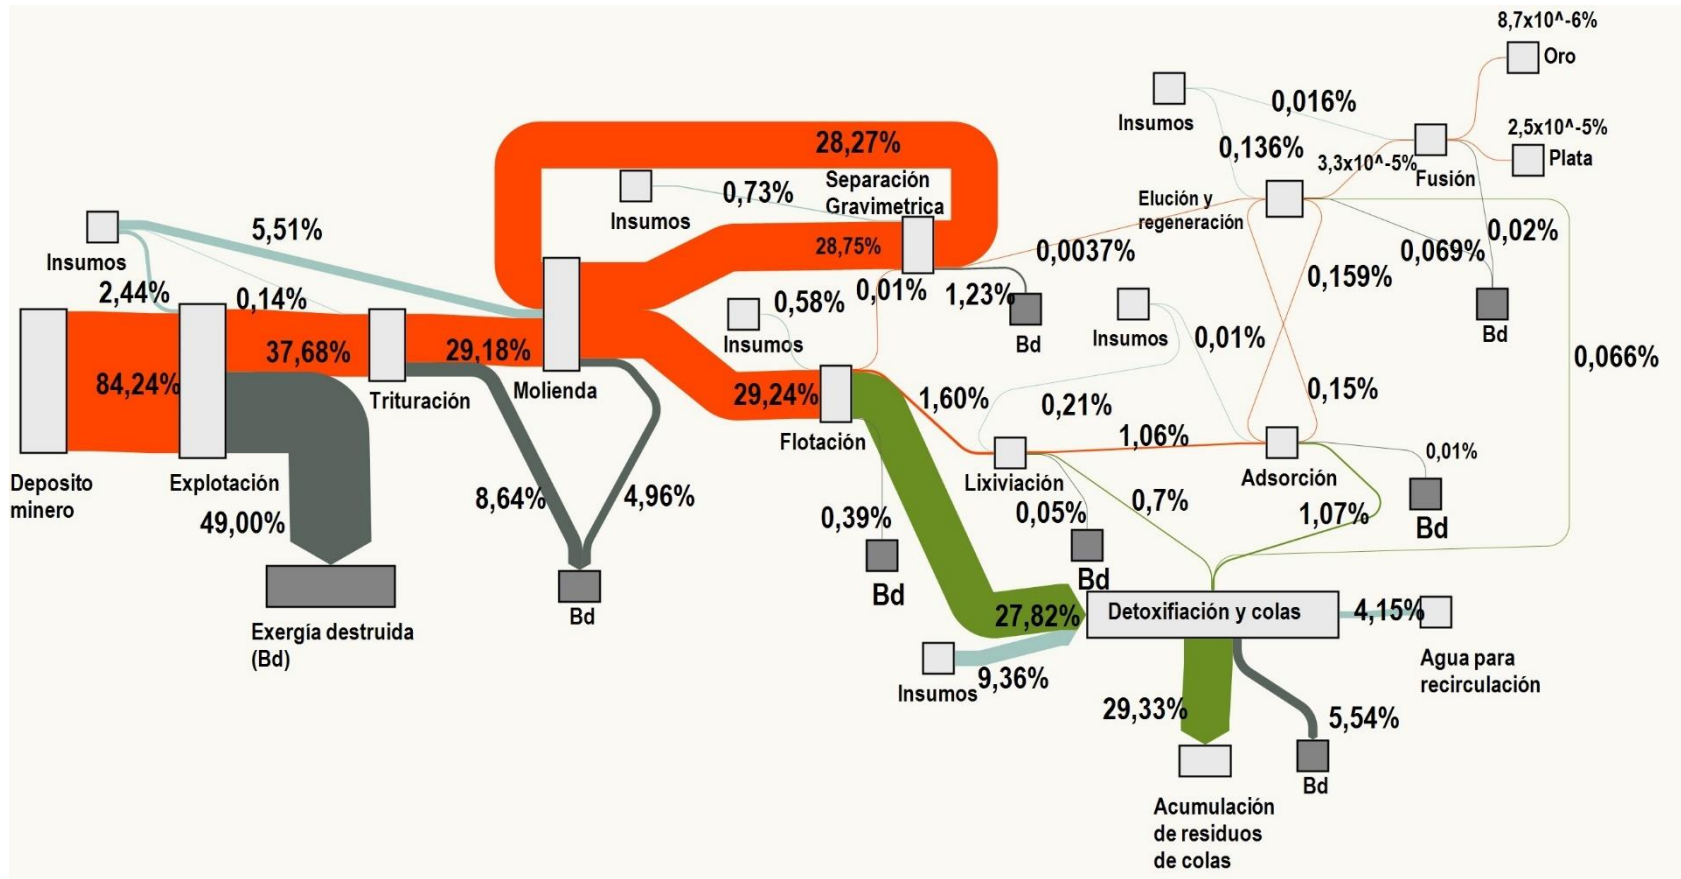 8,7x10^-6%
Oro
Insumos
0,016%
2,5x10^-5%
Plata
0,136%
3,3x10^-5%
Fusión
28,27%
Separación
Gravimetrica
Insumos
0,73%
Elución y
regeneración
5,51%
Insumos
28,75%
0,0037%
0,069%
0,02%
2,44%
0,14%
0,58%
0,01%
1,23%
0,159%
Bd
Insumos
Insumos
0,01%
Bd
0,066%
84,24%
37,68%
29,18%
Molienda
Trituración
29,24%
1,60%
0,21%
0,15%
Flotación
1,06%
0,01%
Deposito
minero
Explotación
Lixiviación
Adsorción
49,00%
8,64%
4,96%
0,39%
0,05%
0,7%
1,07%
Bd
Bd
Bd
Bd
Exergía destruida
(Bd)
27,82%
Detoxifiación y colas
4,15%
Insumos
9,36%
Agua para
recirculación
29,33%
5,54%
Bd
Acumulación
de residuos
de colas